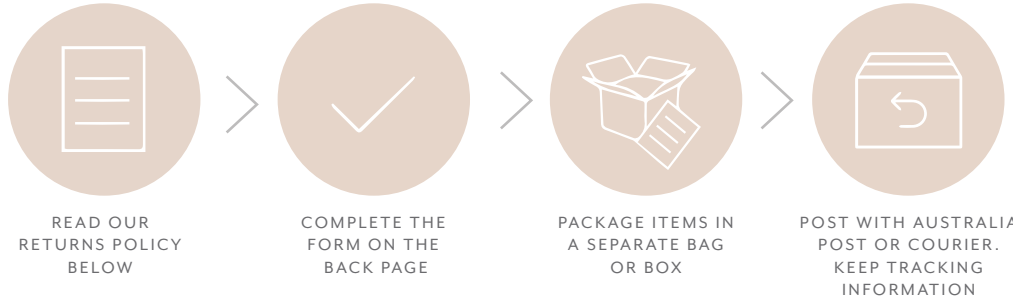 READ OUR
RETURNS POLICY
BELOW
COMPLETE THE
FORM ON THE
BACK PAGE
PACKAGE ITEMS IN
A SEPARATE BAG
OR BOX
POST WITH AUSTRALIA
POST OR COURIER.
KEEP TRACKING
INFORMATION